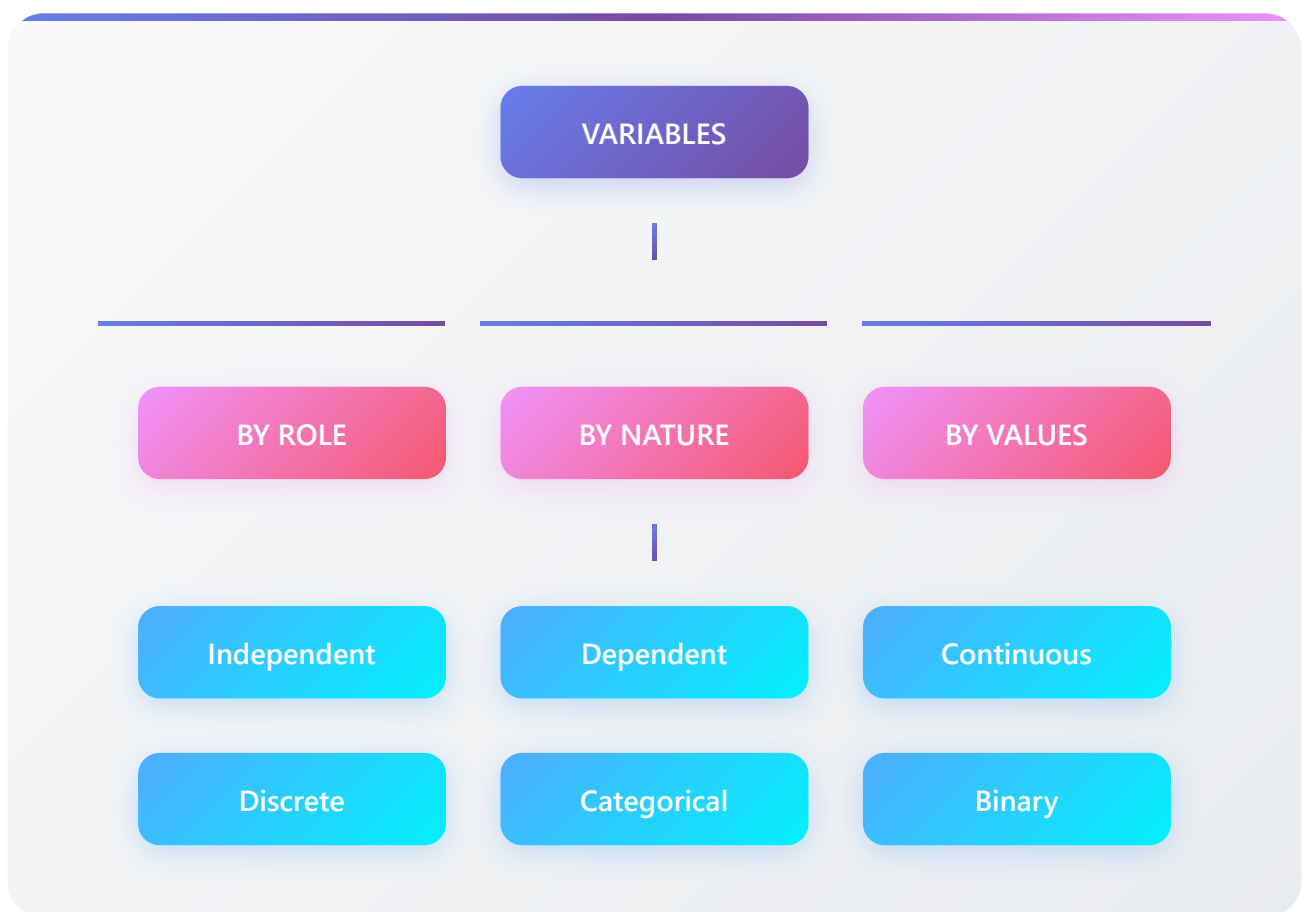 VARIABLES
BY ROLE
BY NATURE
BY VALUES
Independent
Dependent
Continuous
Discrete
Categorical
Binary